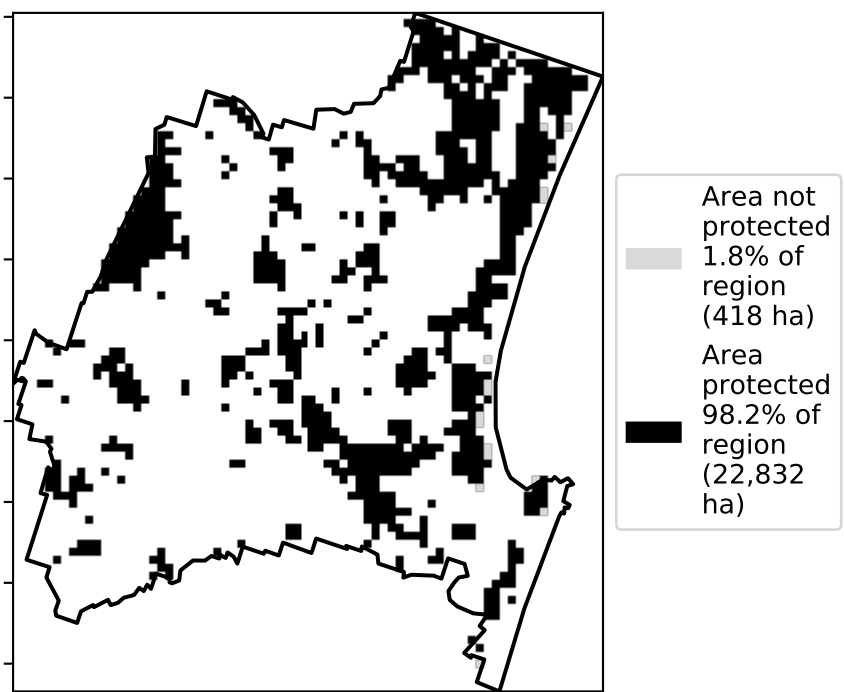 Area not
protected
1.8% of
region
(418 ha)
Area
protected
98.2% of
region
(22,832
ha)